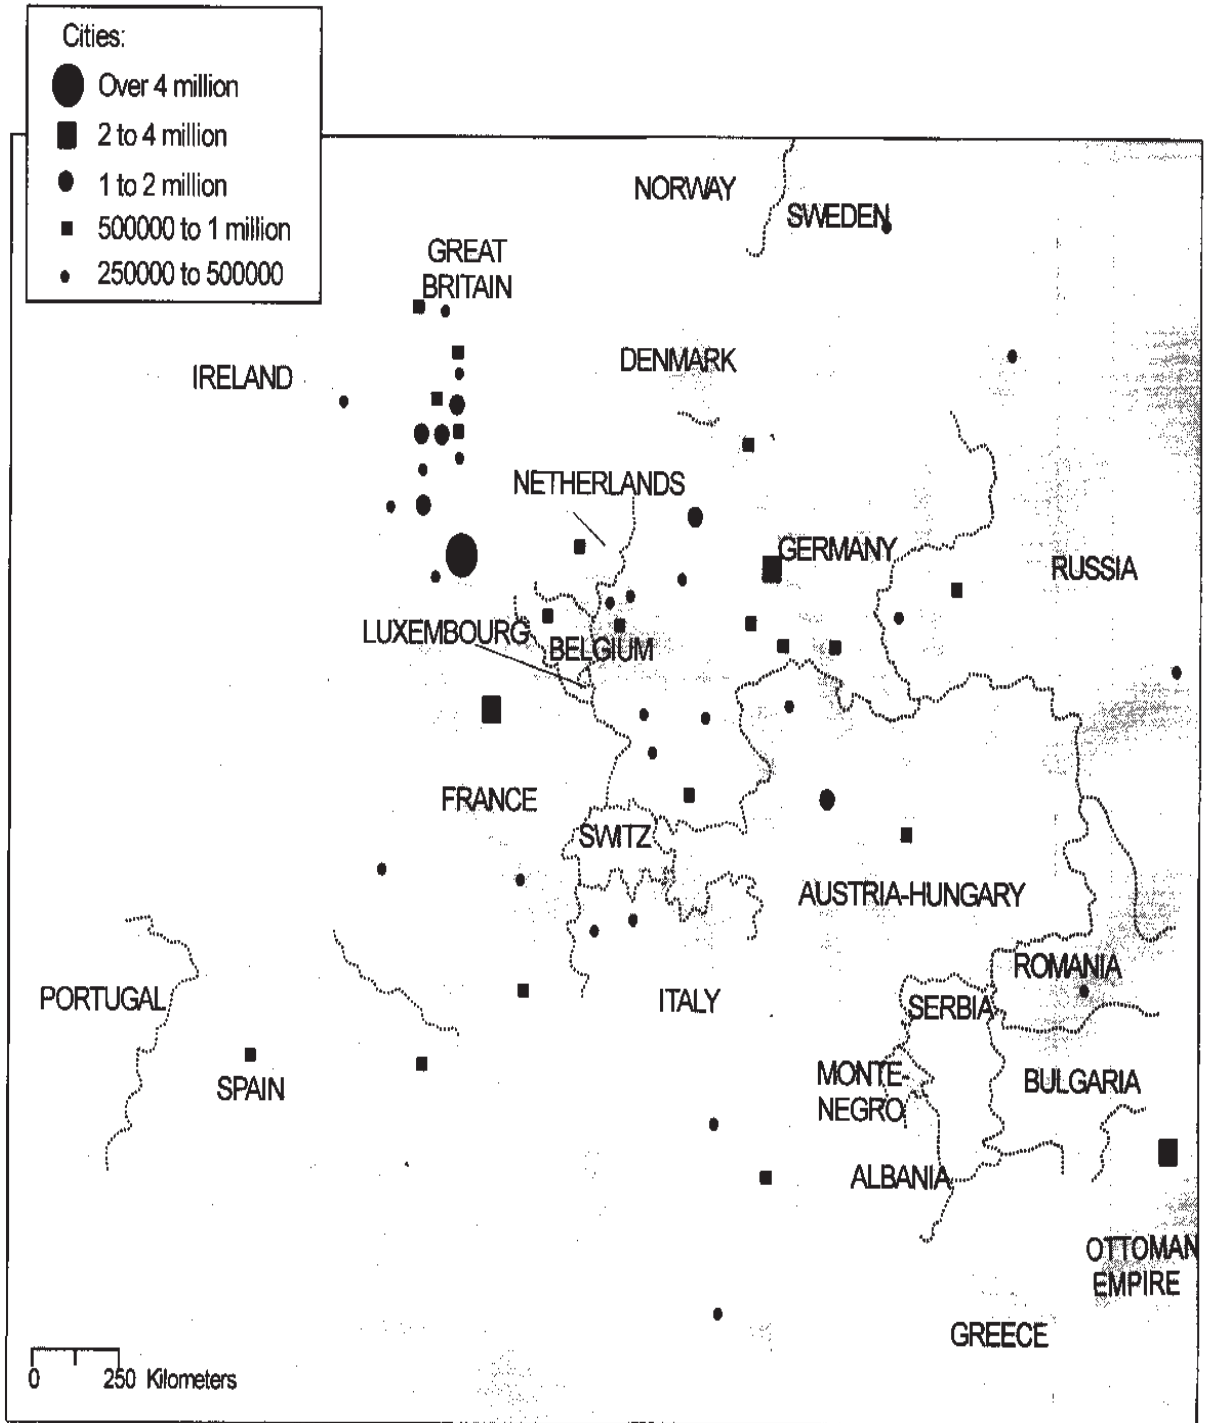 Cities:
Over 4 million
2 to 4 million
1 to 2 million
500000 to 1 million
250000 to 500000
NORWAY
SWEDEN
GREAT
BRITAIN
IRELAND
DENMARK
NETHERLANDS
GERMANY
RUSSIA
LUXEMBOURG
BELGIUM
FRANCE
SWITZ
AUSTRIA-HUNGARY
PORTUGAL
ITALY
ROMANIA
SERBIA
SPAIN
MONTE-
NEGRO
BULGARIA
ALBANIA
OTTOMAN
EMPIRE
GREECE
0 250 Kilometers